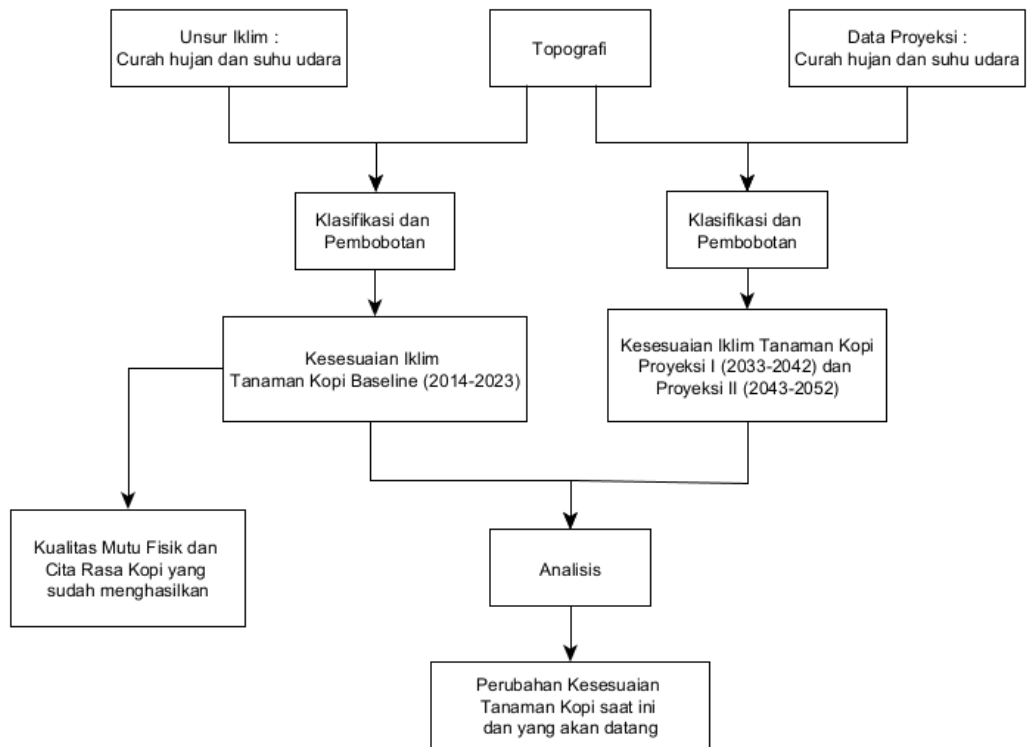 Unsur Iklim :
Curah hujan dan suhu udara
Topografi
Data Proyeksi :
Curah hujan dan suhu udara
Klasifikasi dan
Pembobotan
Klasifikasi dan
Pembobotan
Kesesuaian Iklim
Tanaman Kopi Baseline (2014-2023)
Kesesuaian Iklim Tanaman Kopi
Proyeksi I (2033-2042) dan
Proyeksi II (2043-2052)
Kualitas Mutu Fisik dan
Cita Rasa Kopi yang
sudah menghasilkan
Analisis
Perubahan Kesesuaian
Tanaman Kopi saat ini
dan yang akan datang